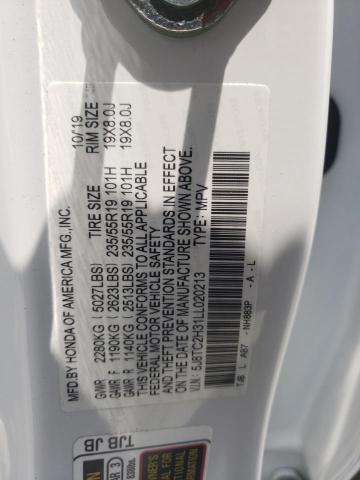 MFD.BY HONDA OF AMERICA MFG.,INC. 10/19
TIRE SIZE RIM SIZE
GVWR 2280KG (5027LBS)
GAWR F 1190KG (2623LBS) 235/55R19 101H 19X8.0J
GAWR R 1140KG (2513LBS) 235/55R19 101H 19X8.0J
THIS VEHICLE CONFORMS TO ALL APPLICABLE
FEDERAL MOTOR VEHICLE SAFETY
AND THEFT PREVENTION STANDARDS IN EFFECT ON THE
DATE OF MANUFACTURE SHOWN ABOVE.
V.I.N.: 5J8TC2H31LL020213 MPV
TJB L AB7 NH883P - A - L
TJB JB